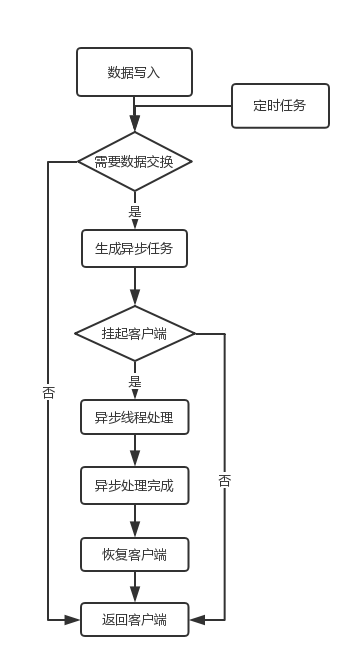 数据写入
定时任务
需要数据交换
是
生成异步任务
挂起客户端
是
否
异步线程处理
否
异步处理完成
恢复客户端
返回客户端